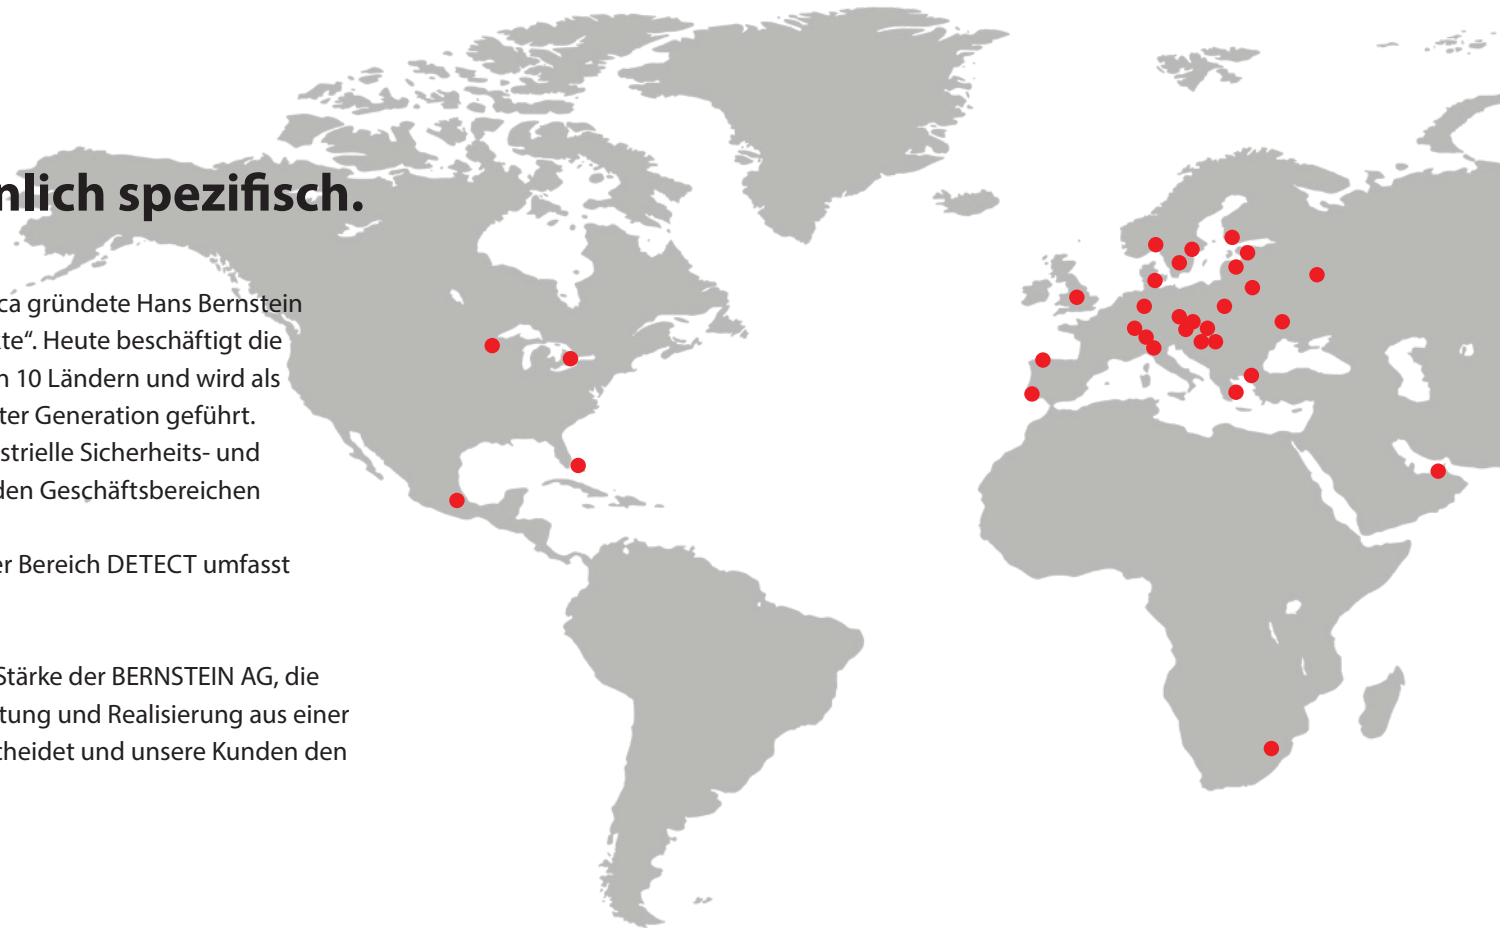 nlich spezifisch.
ca gründete Hans Bernstein
te“. Heute beschäftigt die
n 10 Ländern und wird als
ter Generation geführt.
strielle Sicherheits- und
den Geschäftsbereichen
er Bereich DETECT umfasst
Stärke der BERNSTEIN AG, die
tung und Realisierung aus einer
cheidet und unsere Kunden den